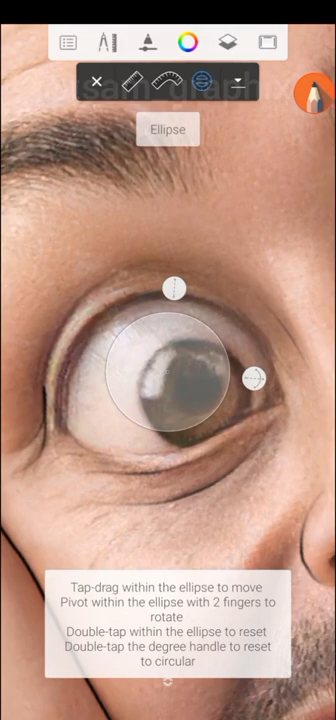 Ellipse
Tap-drag within the ellipse to move
Pivot within the ellipse with 2 fingers to
rotate
Double-tap within the ellipse to reset
Double-tap the degree handle to reset
to circular